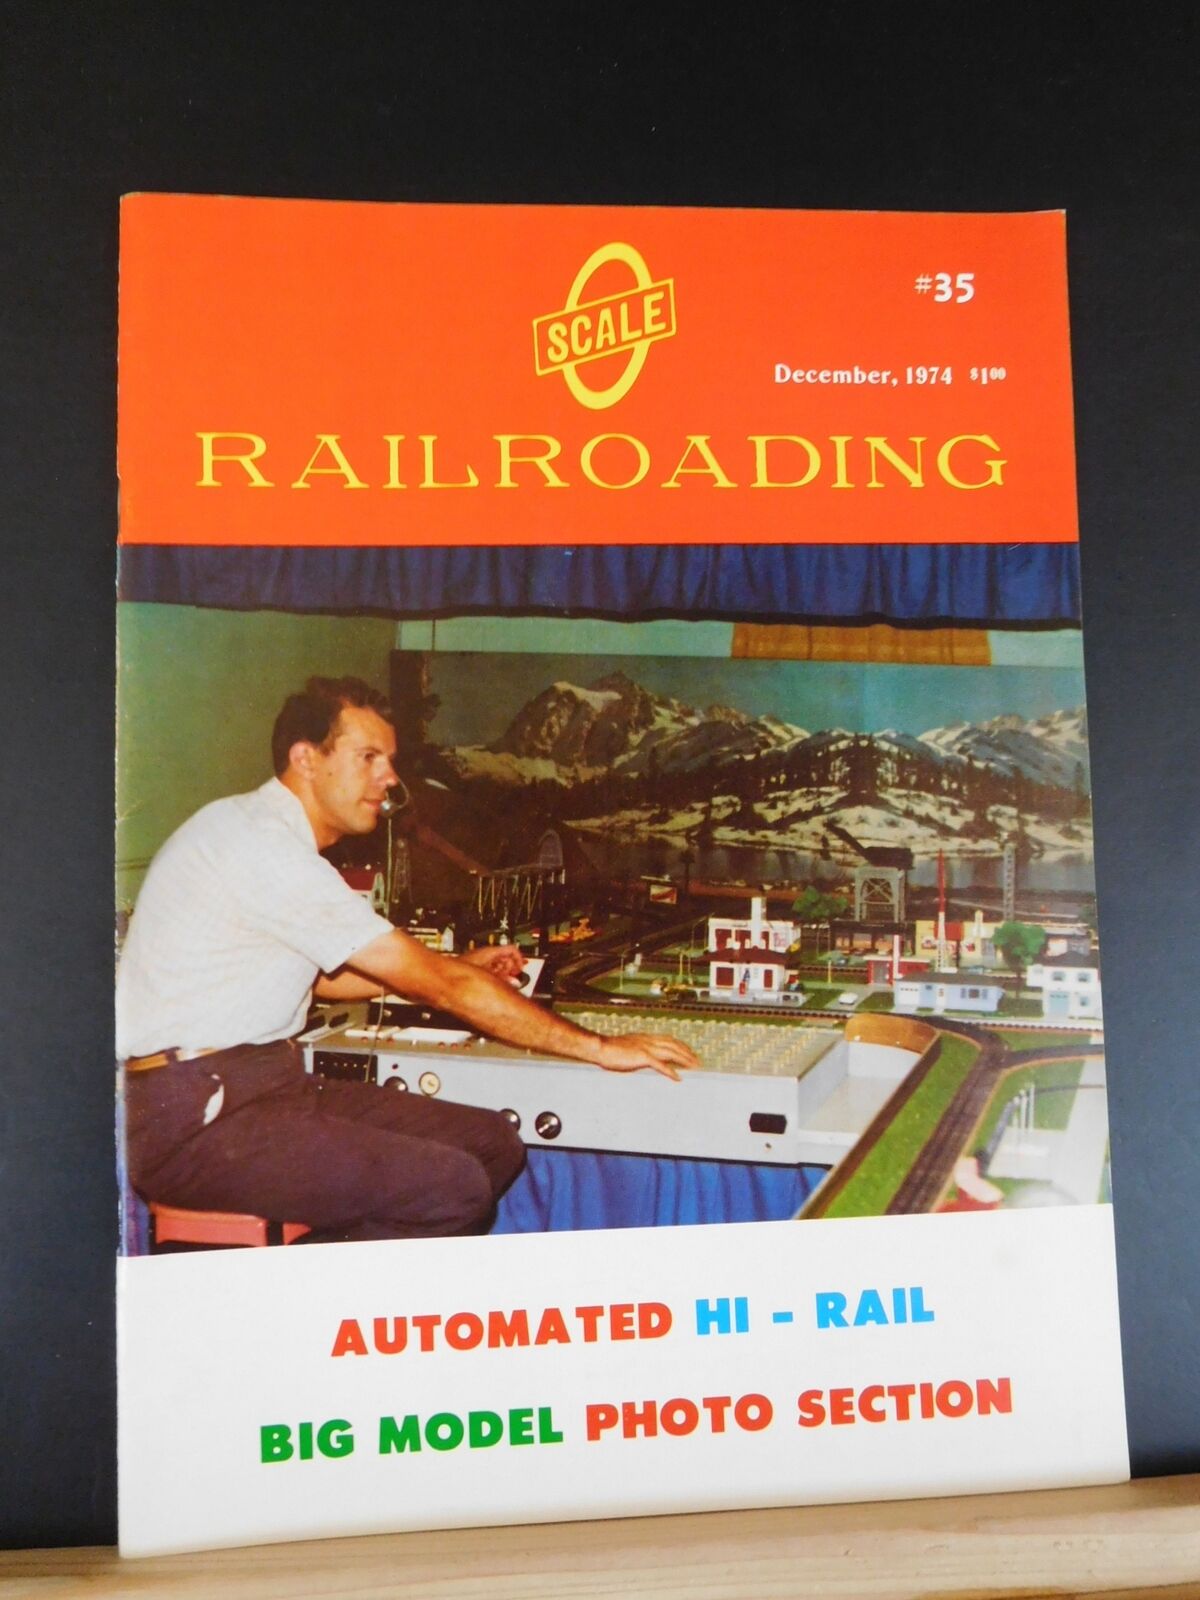 SCALE
#35
December, 1974 $1.00
RAILROADING
AUTOMATED HI - RAIL
BIG MODEL PHOTO SECTION